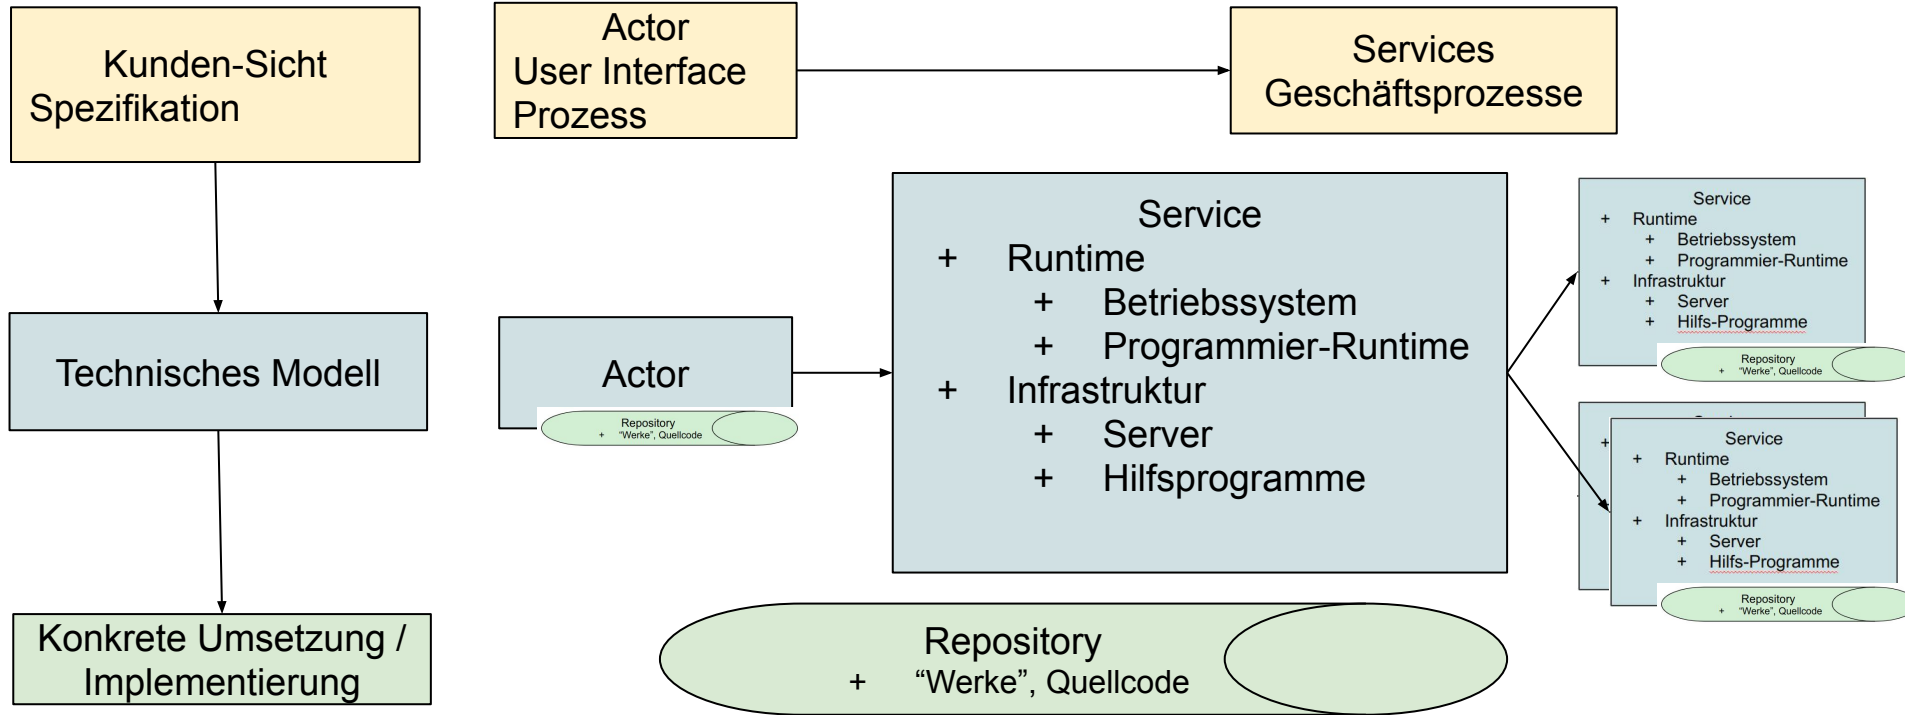 Kunden-Sicht
Spezifikation
Actor
User Interface
Prozess
Services
Geschäftsprozesse
Technisches Modell
Actor
Repository
+ "Werke", Quellcode
Service
+ Runtime
+ Betriebssystem
+ Programmier-Runtime
+ Infrastruktur
+ Server
+ Hilfsprogramme
Service
+ Runtime
+ Betriebssystem
+ Programmier-Runtime
+ Infrastruktur
+ Server
+ Hilfs-Programme
Repository
+ "Werke", Quellcode
+
Service
+ Runtime
+ Betriebssystem
+ Programmier-Runtime
+ Infrastruktur
+ Server
+ Hilfs-Programme
Repository
+ "Werke", Quellcode
Konkrete Umsetzung /
Implementierung
Repository
+ “Werke”, Quellcode